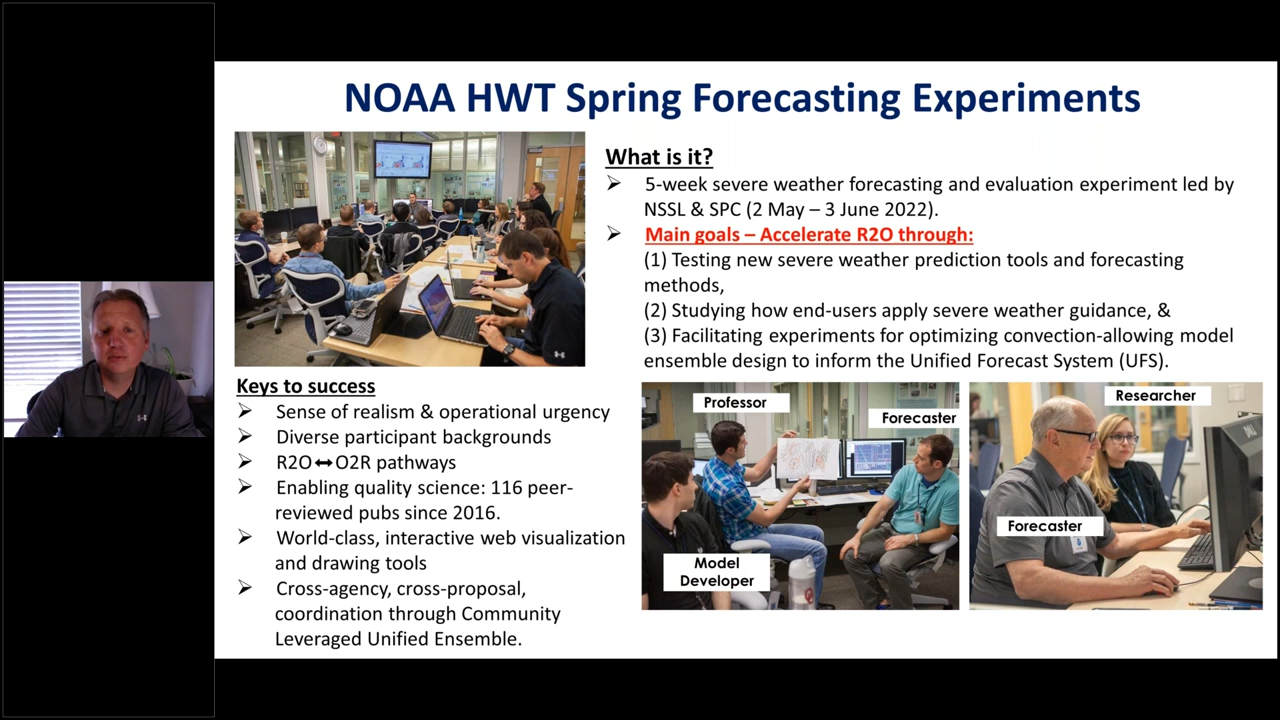 NOAA HWT Spring Forecasting Experiments
What is it?
➢ 5-week severe weather forecasting and evaluation experiment led by
NSSL & SPC (2 May – 3 June 2022).
➢ Main goals – Accelerate R2O through:
(1) Testing new severe weather prediction tools and forecasting
methods,
(2) Studying how end-users apply severe weather guidance, &
(3) Facilitating experiments for optimizing convection-allowing model
ensemble design to inform the Unified Forecast System (UFS).
Keys to success
➢ Sense of realism & operational urgency
➢ Diverse participant backgrounds
➢ R2O↔O2R pathways
➢ Enabling quality science: 116 peer-
reviewed pubs since 2016.
➢ World-class, interactive web visualization
and drawing tools
➢ Cross-agency, cross-proposal,
coordination through Community
Leveraged Unified Ensemble.
Professor
Forecaster
Model
Developer
Researcher
Forecaster